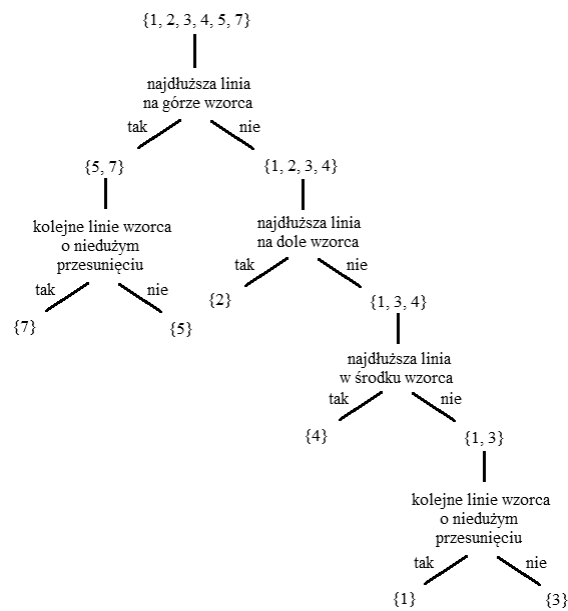 {1, 2, 3, 4, 5, 7}
najdłuższa linia
na górze wzorca
tak nie
{5, 7} {1, 2, 3, 4}
kolejne linie wzorca
o niedużym
przesunięciu
najdłuższa linia
na dole wzorca
tak nie
tak nie
{7} {5}
{2} {1, 3, 4}
najdłuższa linia
w środku wzorca
tak nie
{4} {1, 3}
kolejne linie wzorca
o niedużym
przesunięciu
tak nie
{1} {3}